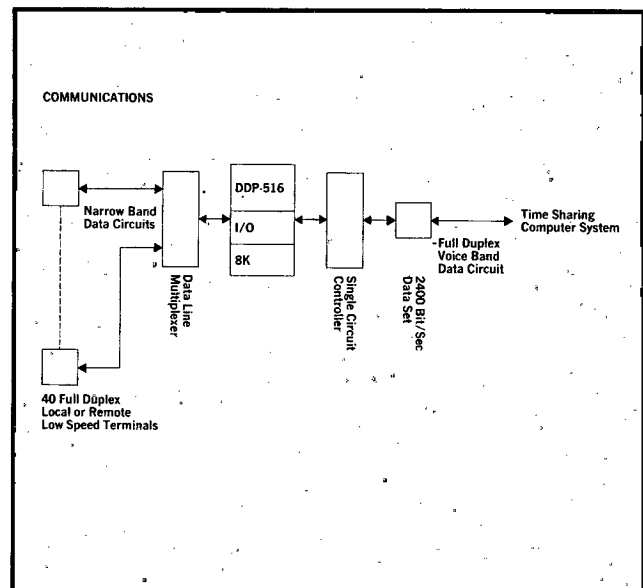 COMMUNICATIONS
Narrow Band
Data Circuits
40 Full Duplex
Local or Remote
Low Speed Terminals
Data Line
Multiplexer
DDP-516
I/O
8K
Single Circuit
Controller
2400 Bit/Sec
Data Set
Full Duplex
Voice Band
Data Circuit
Time Sharing
Computer System